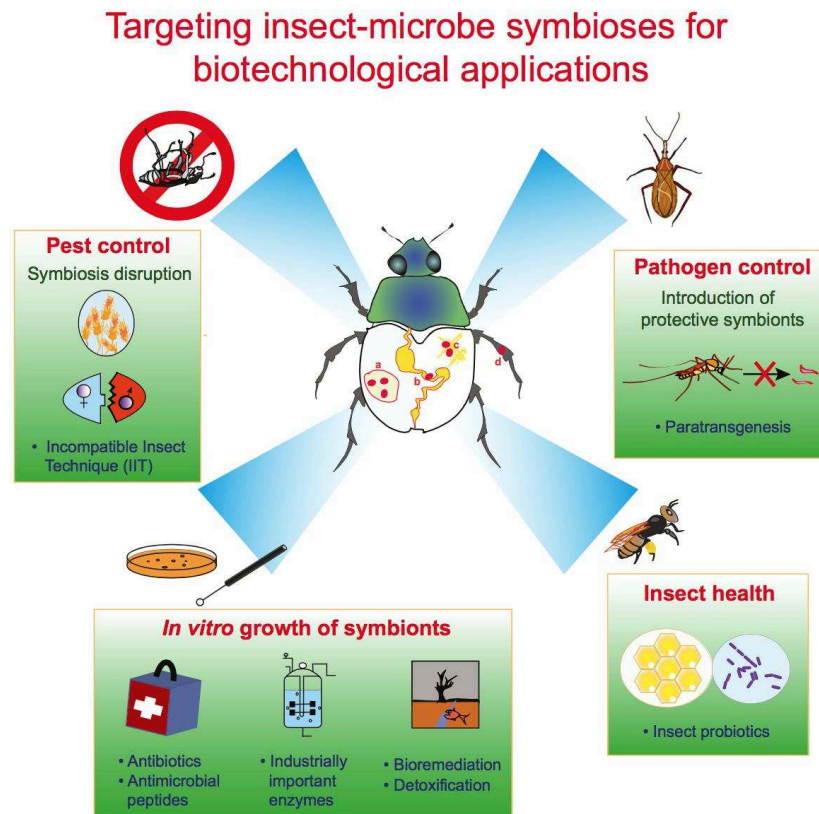 Targeting insect-microbe symbioses for
biotechnological applications
Pest control
Symbiosis disruption
• Incompatible Insect
Technique (IIT)
Pathogen control
Introduction of
protective symbionts
• Paratransgenesis
a
b
c
d
In vitro growth of symbionts
• Antibiotics
• Antimicrobial
peptides
• Industrially
important
enzymes
• Bioremediation
• Detoxification
Insect health
• Insect probiotics